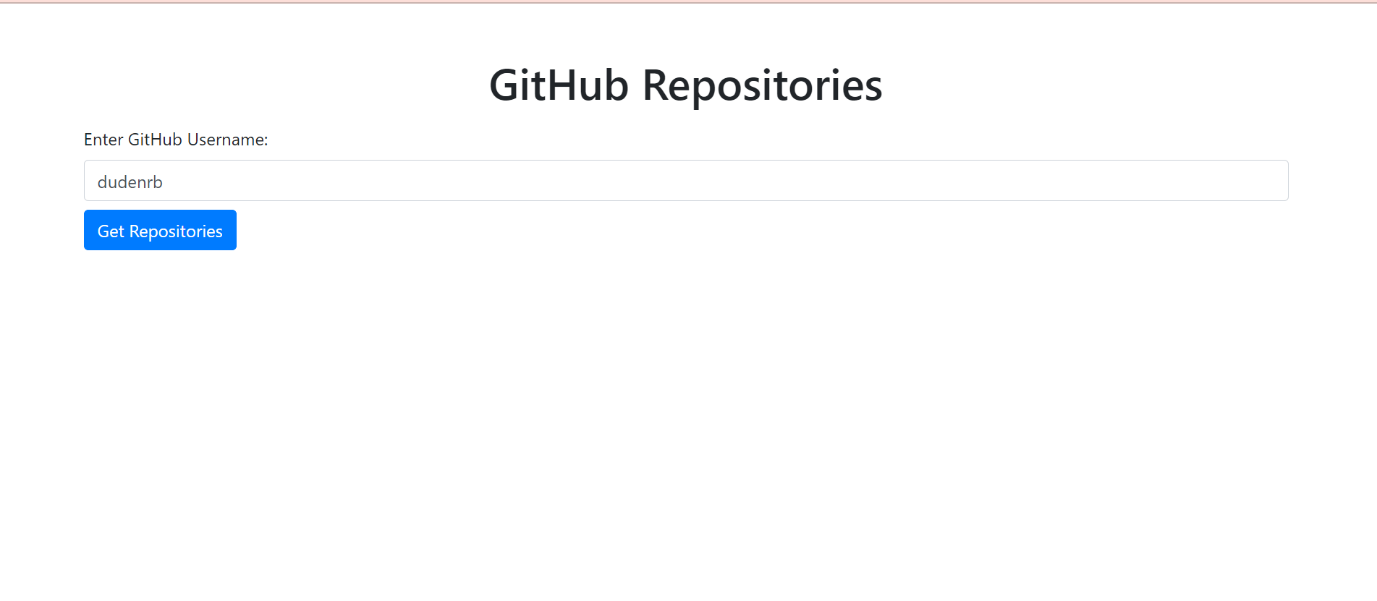 GitHub Repositories
Enter GitHub Username:
dudenrb
Get Repositories